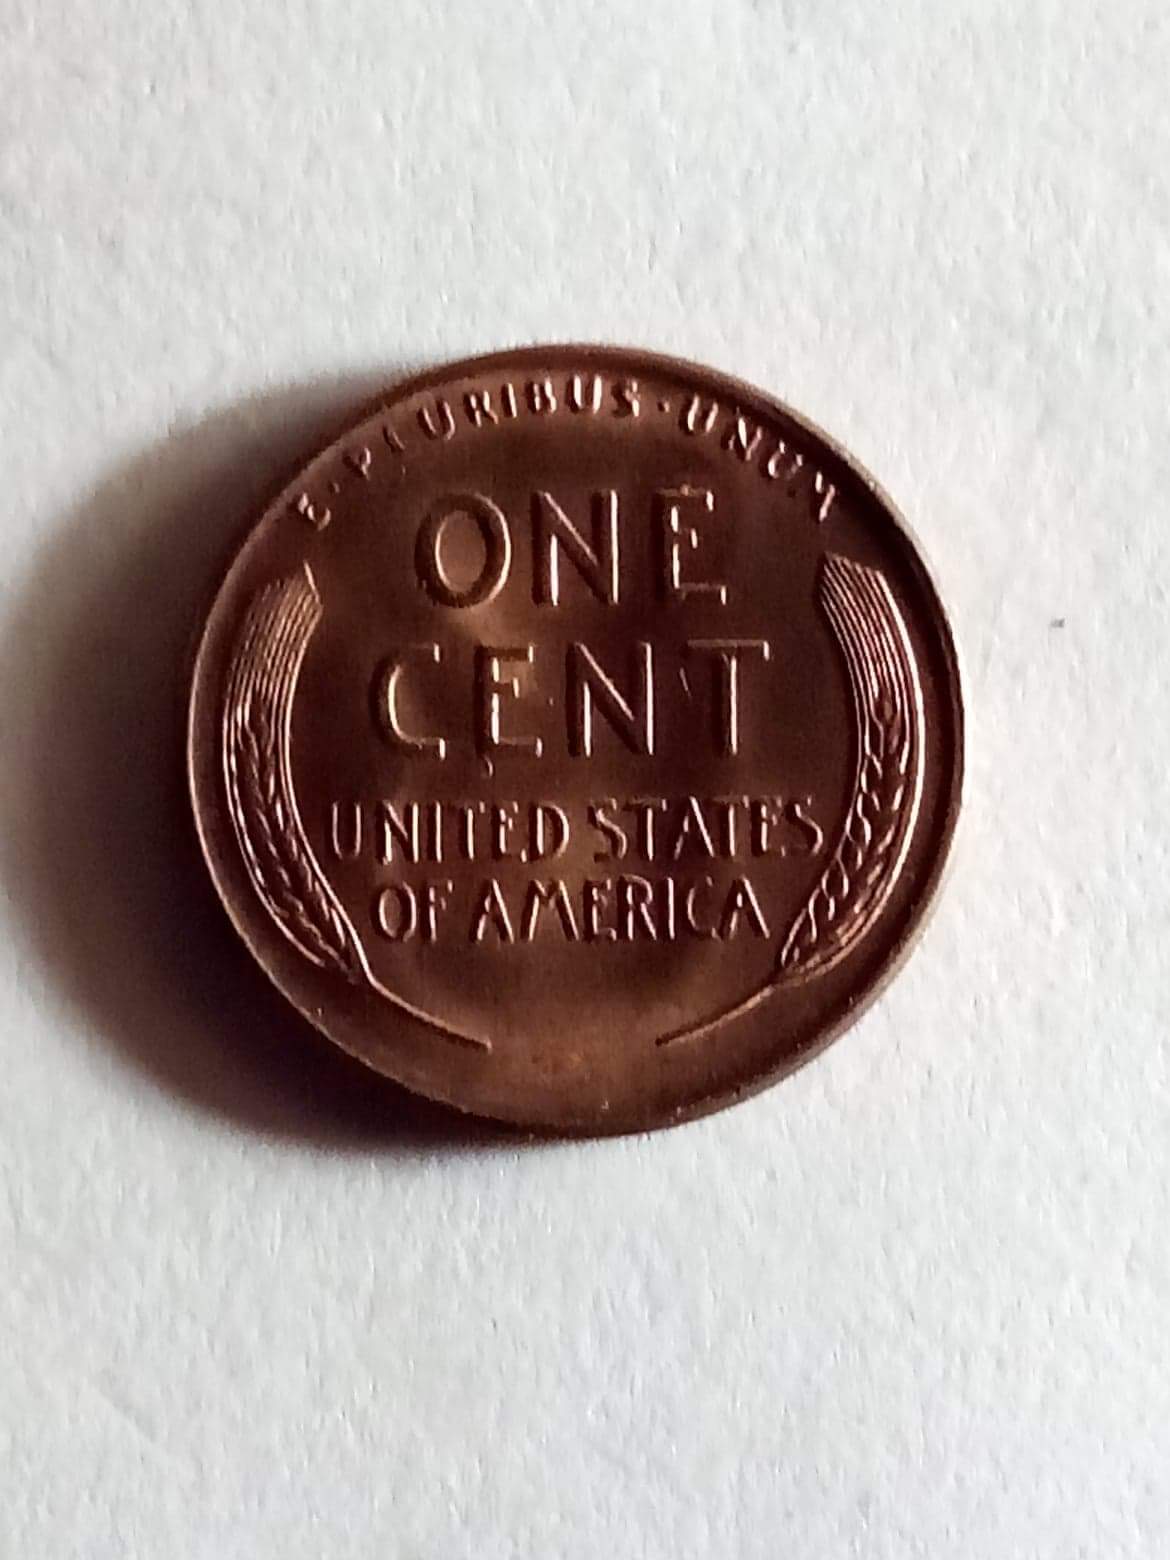 E·PLURIBUS·UNUM
ONE
CENT
UNITED STATES
OF AMERICA